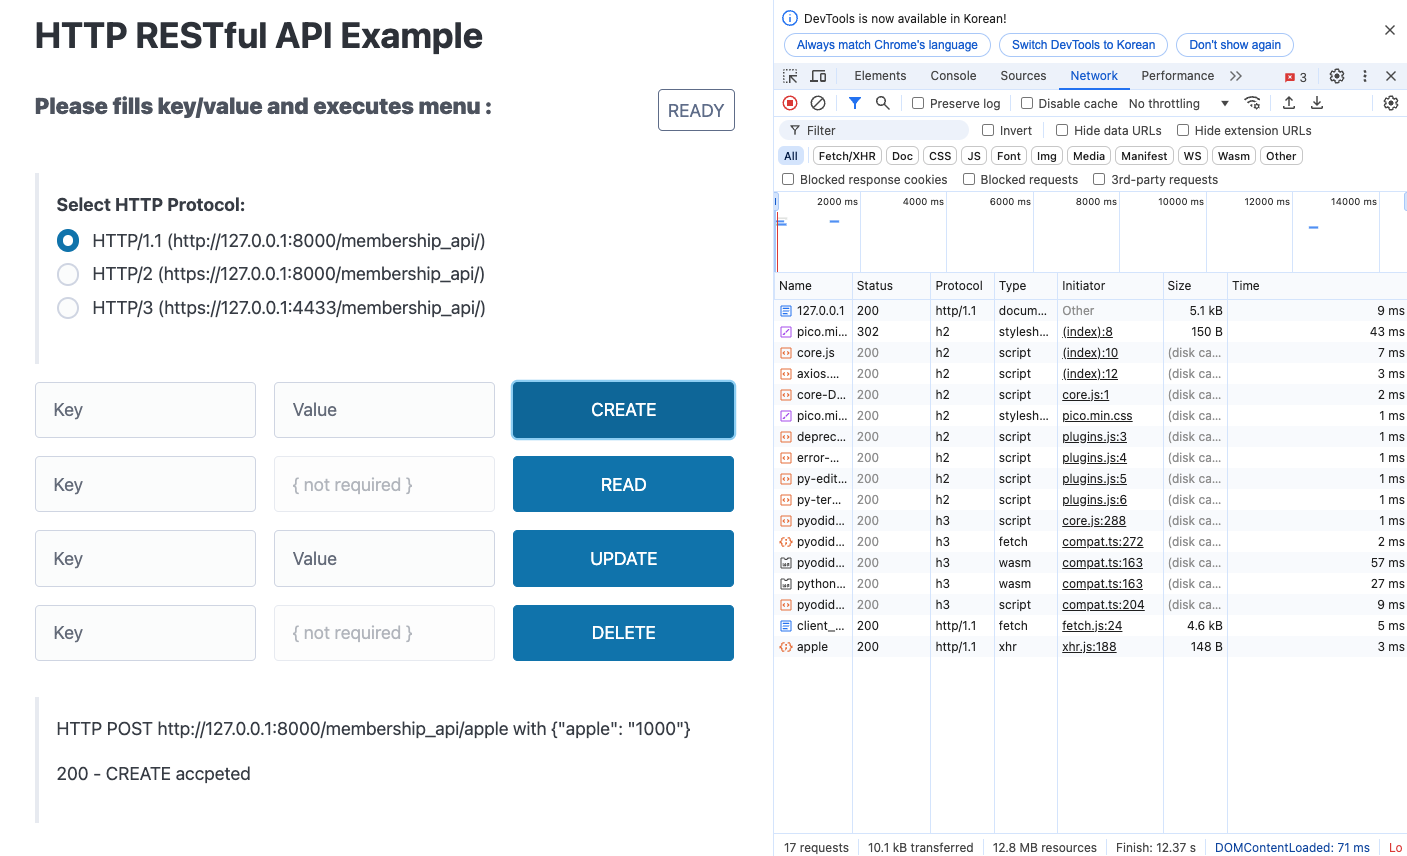 HTTP RESTful API Example
Please fills key/value and executes menu :
READY
Select HTTP Protocol:
HTTP/1.1 (http://127.0.0.1:8000/membership_api/)
HTTP/2 (https://127.0.0.1:8000/membership_api/)
HTTP/3 (https://127.0.0.1:4433/membership_api/)
Key Value CREATE
Key { not required } READ
Key Value UPDATE
Key { not required } DELETE
HTTP POST http://127.0.0.1:8000/membership_api/apple with {"apple": "1000"}
200 - CREATE accpeted
DevTools is now available in Korean!
Always match Chrome's language Switch DevTools to Korean Don't show again
Elements Console Sources Network Performance 3
Preserve log Disable cache No throttling
Filter Invert Hide data URLs Hide extension URLs
All Fetch/XHR Doc CSS JS Font Img Media Manifest WS Wasm Other
Blocked response cookies Blocked requests 3rd-party requests
2000 ms 4000 ms 6000 ms 8000 ms 10000 ms 12000 ms 14000 ms
Name Status Protocol Type Initiator Size Time
127.0.0.1 200 http/1.1 docum... Other 5.1 kB 9 ms
pico.mi... 302 h2 stylesh... (index):8 150 B 43 ms
core.js 200 h2 script (index):10 (disk ca... 7 ms
axios.... 200 h2 script (index):12 (disk ca... 3 ms
core-D... 200 h2 script core.js:1 (disk ca... 2 ms
pico.mi... 200 h2 stylesh... pico.min.css (disk ca... 1 ms
deprec... 200 h2 script plugins.js:3 (disk ca... 1 ms
error-... 200 h2 script plugins.js:4 (disk ca... 1 ms
py-edit... 200 h2 script plugins.js:5 (disk ca... 1 ms
py-ter... 200 h2 script plugins.js:6 (disk ca... 1 ms
pyodid... 200 h3 script core.js:288 (disk ca... 1 ms
pyodid... 200 h3 fetch compat.ts:272 (disk ca... 2 ms
pyodid... 200 h3 wasm compat.ts:163 (disk ca... 57 ms
python... 200 h3 wasm compat.ts:163 (disk ca... 27 ms
pyodid... 200 h3 script compat.ts:204 (disk ca... 9 ms
client_... 200 http/1.1 fetch fetch.js:24 4.6 kB 5 ms
apple 200 http/1.1 xhr xhr.js:188 148 B 3 ms
17 requests 10.1 kB transferred 12.8 MB resources Finish: 12.37 s DOMContentLoaded: 71 ms Lo